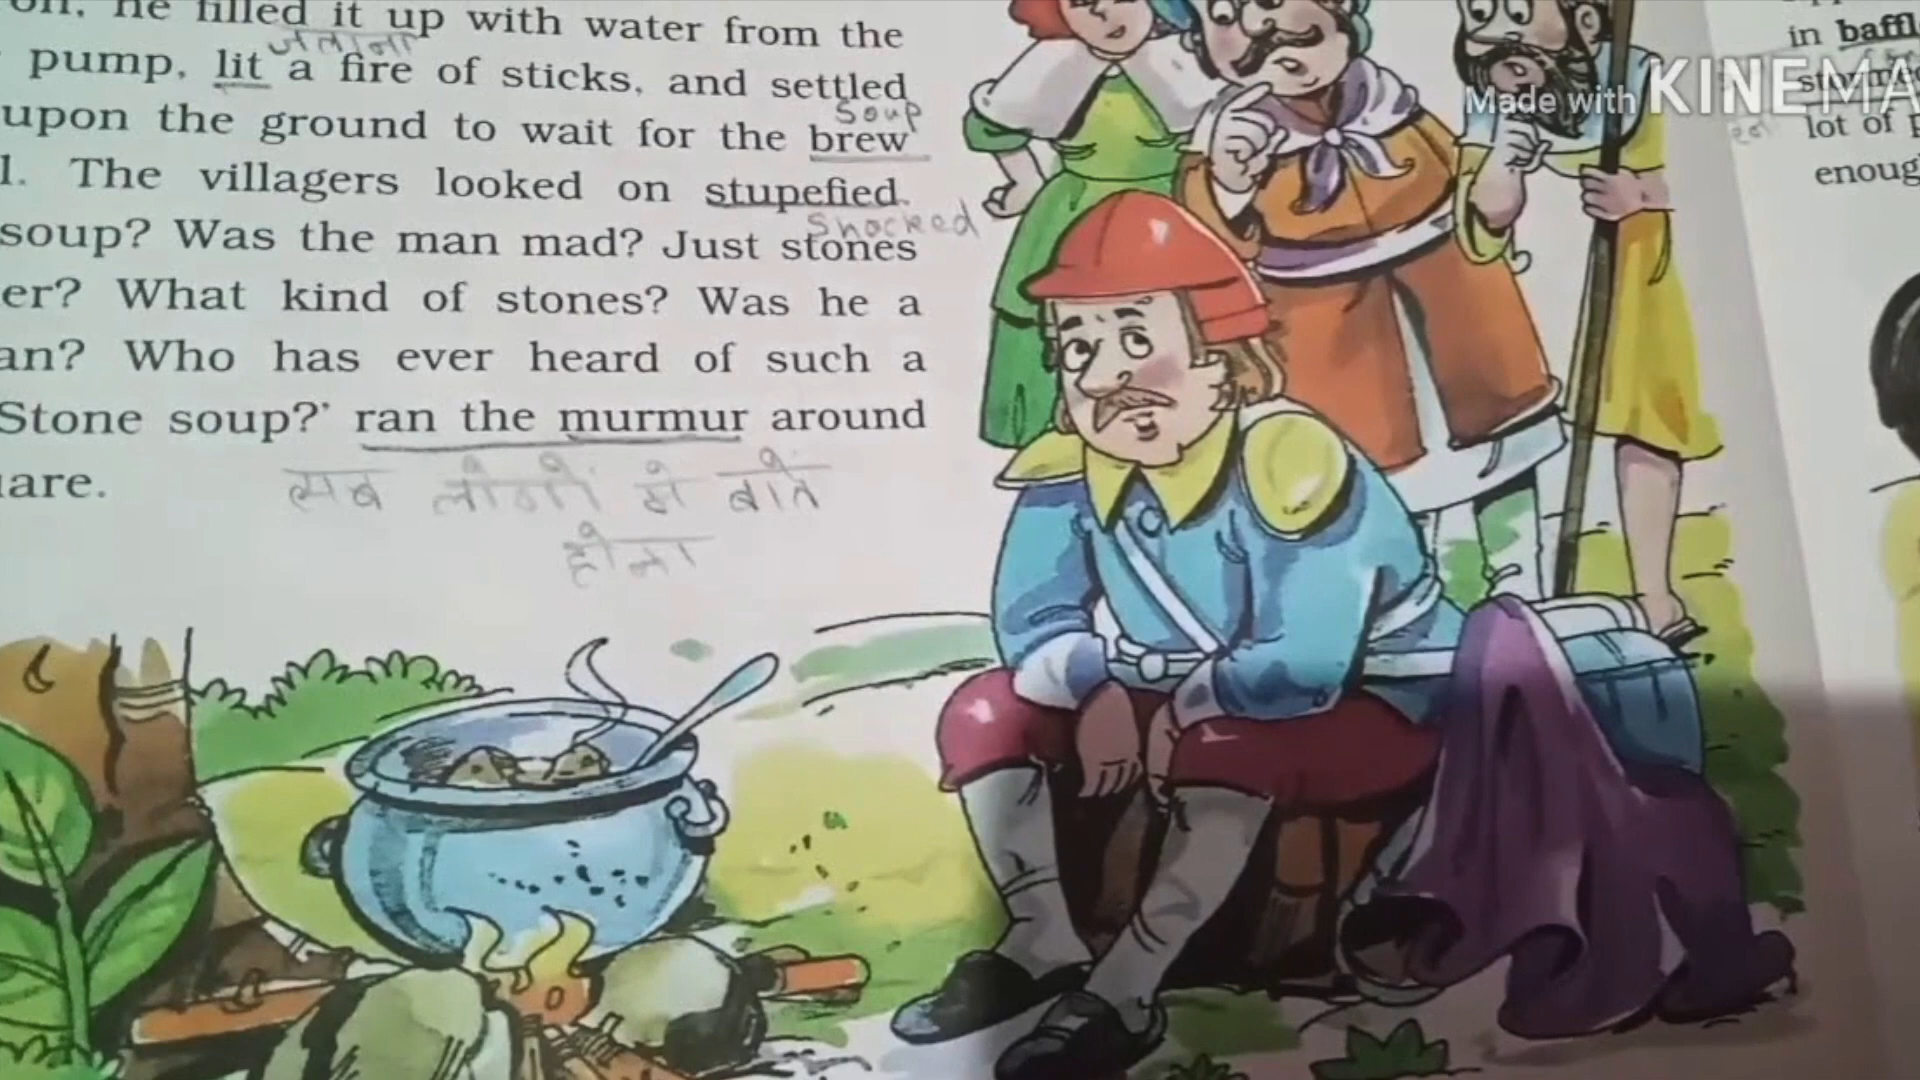 he filled it up with water from the
जलाना
pump, lit a fire of sticks, and settled
soup
upon the ground to wait for the brew
l. The villagers looked on stupefied.
Shocked
soup? Was the man mad? Just stones
er? What kind of stones? Was he a
an? Who has ever heard of such a
Stone soup?' ran the murmur around
are.
सब लोगों में बातें
होना
Made with KINEMA
in baffl
lot of p
enoug